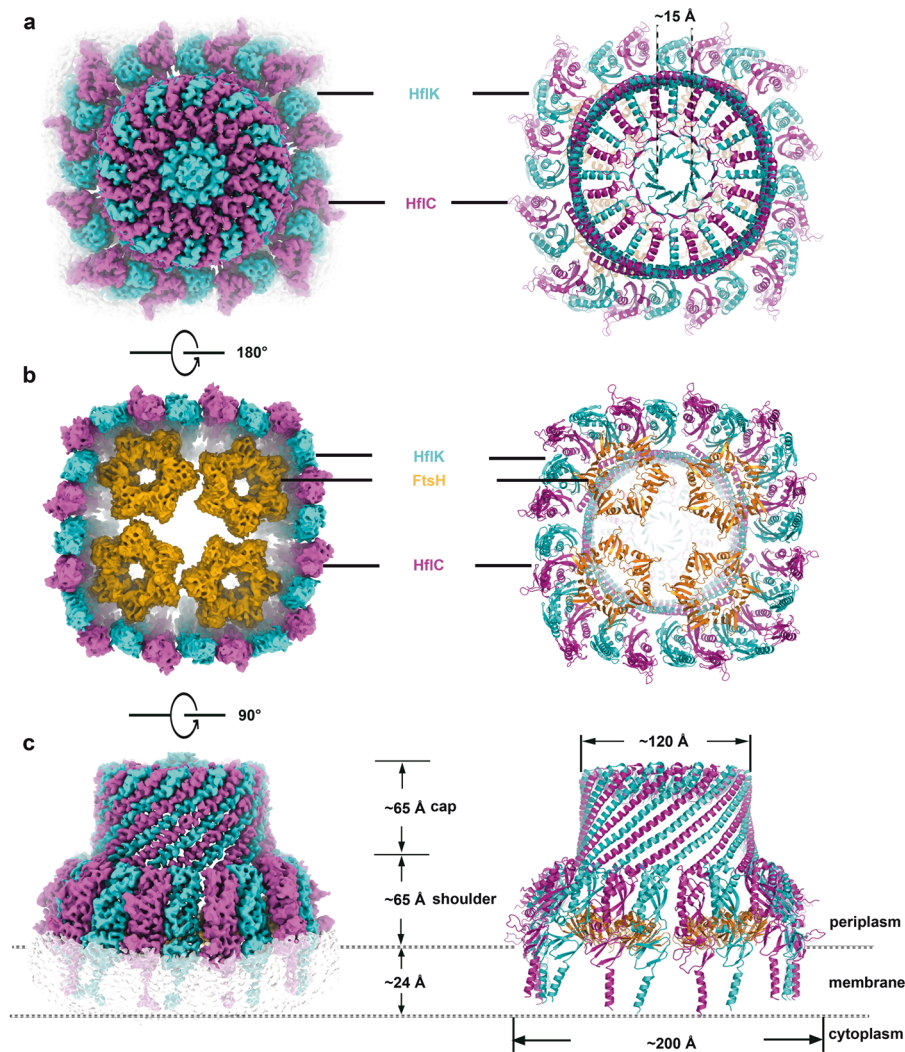 a
~15 Å
HflK
HflC
180°
b
HflK
FtsH
HflC
90°
c
~120 Å
~65 Å cap
~65 Å shoulder
periplasm
~24 Å
membrane
cytoplasm
~200 Å